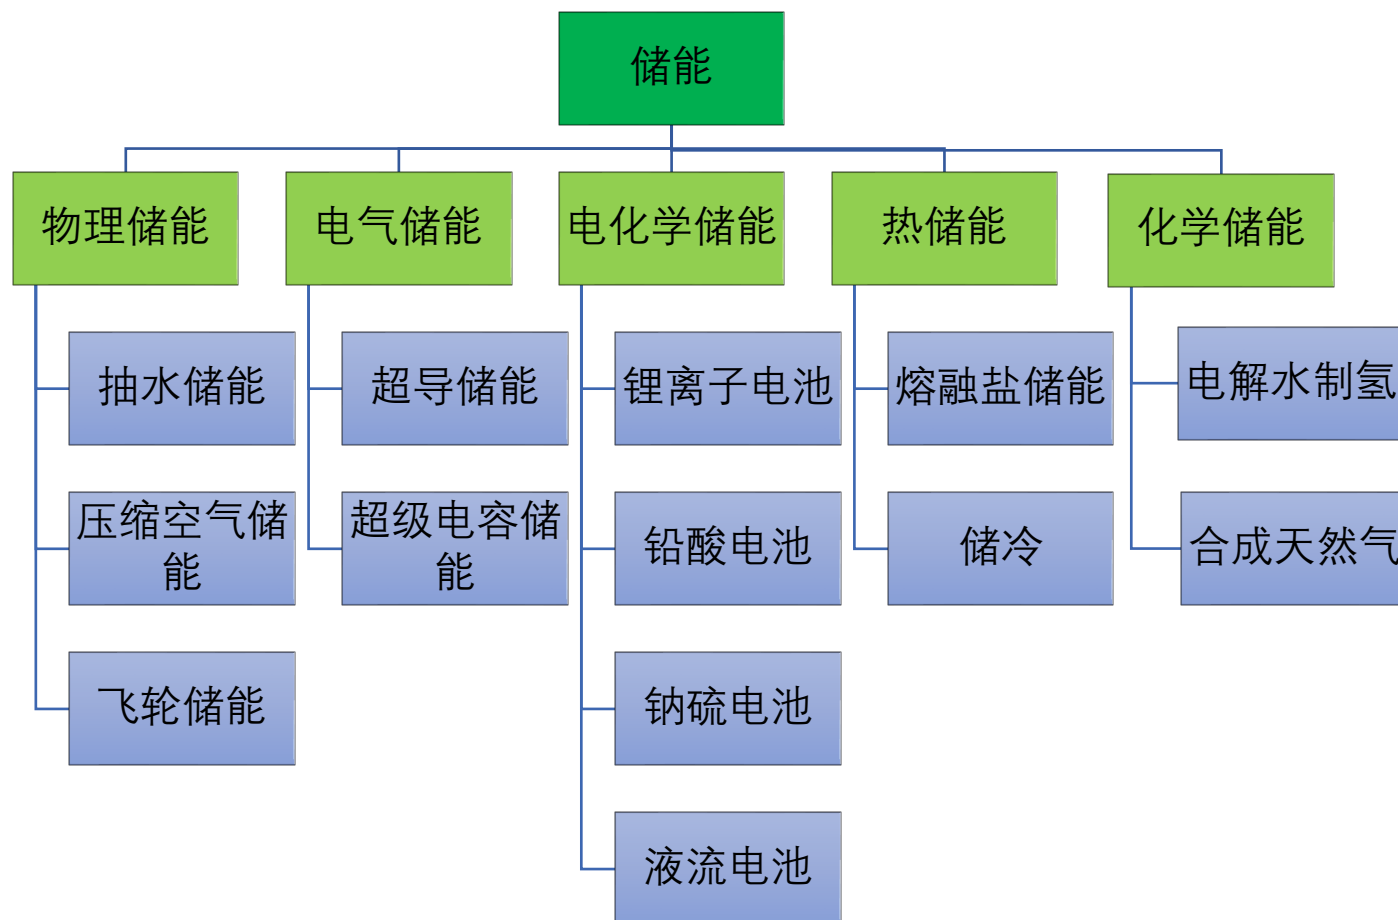 储能
物理储能
电气储能
电化学储能
热储能
化学储能
抽水储能
超导储能
锂离子电池
熔融盐储能
电解水制氢
压缩空气储
能
超级电容储
能
铅酸电池
储冷
合成天然气
飞轮储能
钠硫电池
液流电池